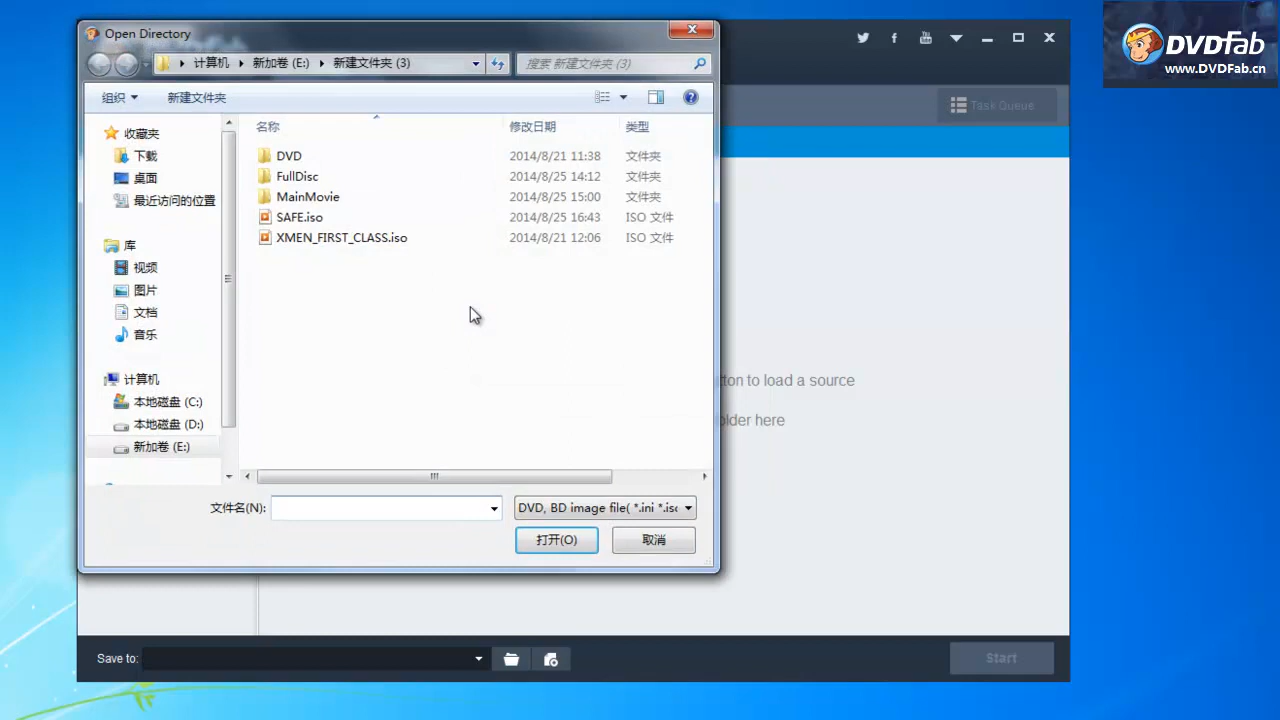 Open Directory
计算机 新加卷 (E:) 新建文件夹 (3)
搜索 新建文件夹 (3)
DVDFab
www.DVDFab.cn
组织 新建文件夹
Task Queue
收藏夹
下载
桌面
最近访问的位置
库
视频
图片
文档
音乐
计算机
本地磁盘 (C:)
本地磁盘 (D:)
新加卷 (E:)
名称 修改日期 类型
DVD 2014/8/21 11:38 文件夹
FullDisc 2014/8/25 14:12 文件夹
MainMovie 2014/8/25 15:00 文件夹
SAFE.iso 2014/8/25 16:43 ISO 文件
XMEN_FIRST_CLASS.iso 2014/8/21 12:06 ISO 文件
to load a source
here
文件名(N): DVD, BD image file( *.ini *.iso
打开(O) 取消
Save to: Start